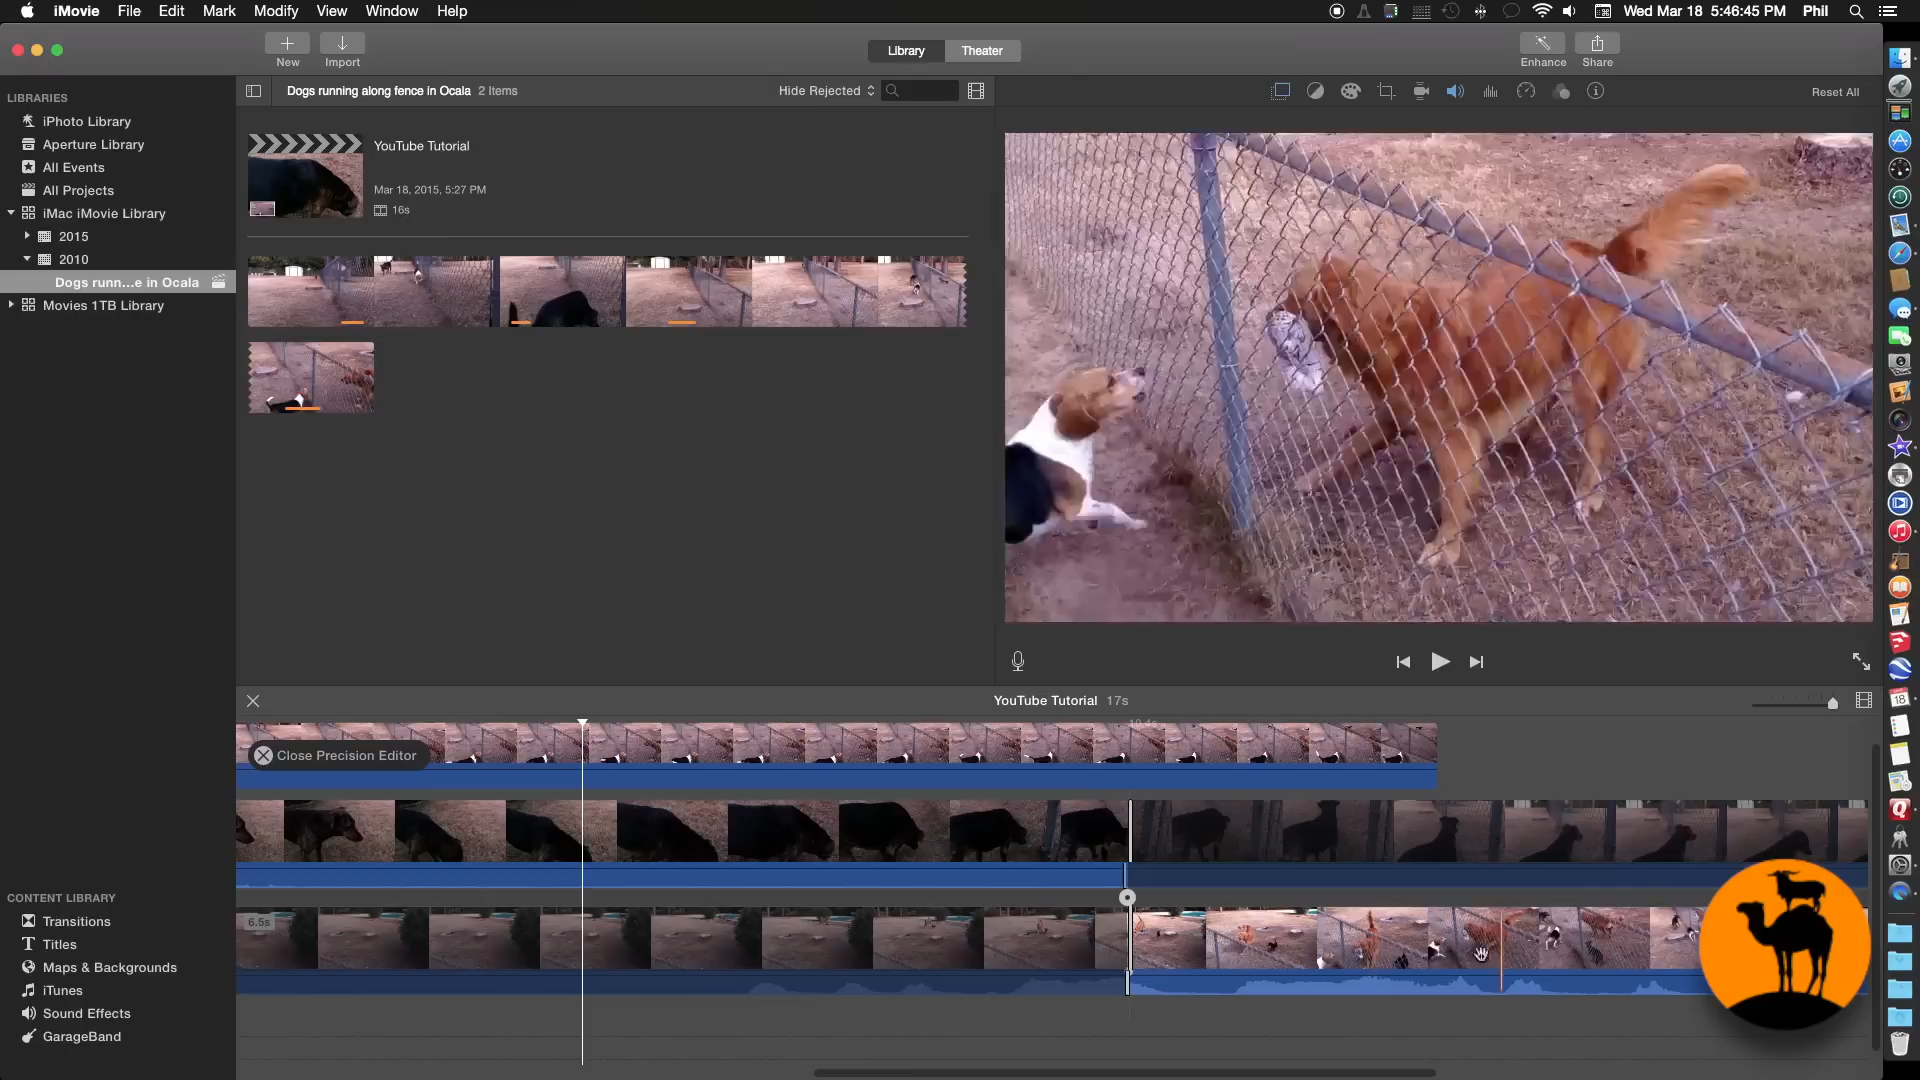 iMovie File Edit Mark Modify View Window Help
Wed Mar 18 5:46:45 PM Phil
New Import
Library Theater
Enhance Share
LIBRARIES
iPhoto Library
Aperture Library
All Events
All Projects
iMac iMovie Library
2015
2010
Dogs runn...e in Ocala
Movies 1TB Library
Dogs running along fence in Ocala 2 Items
Hide Rejected
Reset All
YouTube Tutorial
Mar 18, 2015, 5:27 PM
16s
YouTube Tutorial 17s
10.4s
Close Precision Editor
6.5s
CONTENT LIBRARY
Transitions
Titles
Maps & Backgrounds
iTunes
Sound Effects
GarageBand
18